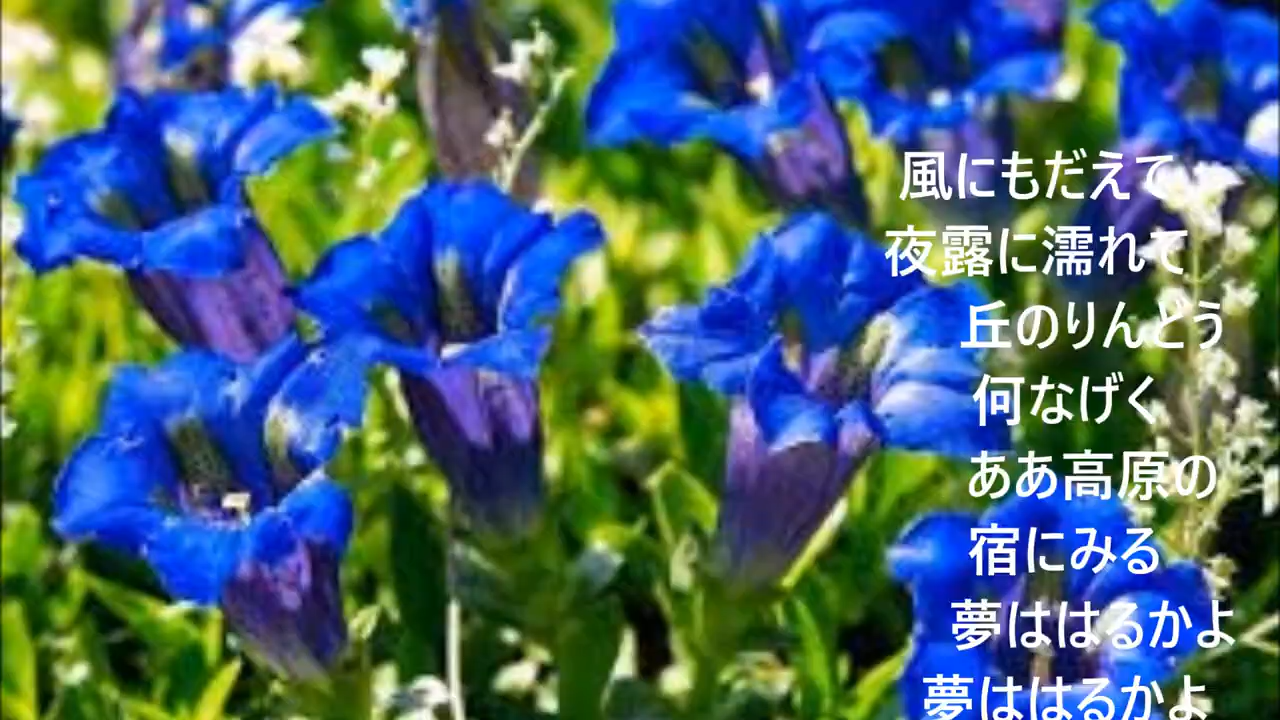 風にもだえて
夜露に濡れて
丘のりんどう
何なげく
ああ高原の
宿にみる
夢ははるかよ
夢ははるかよ